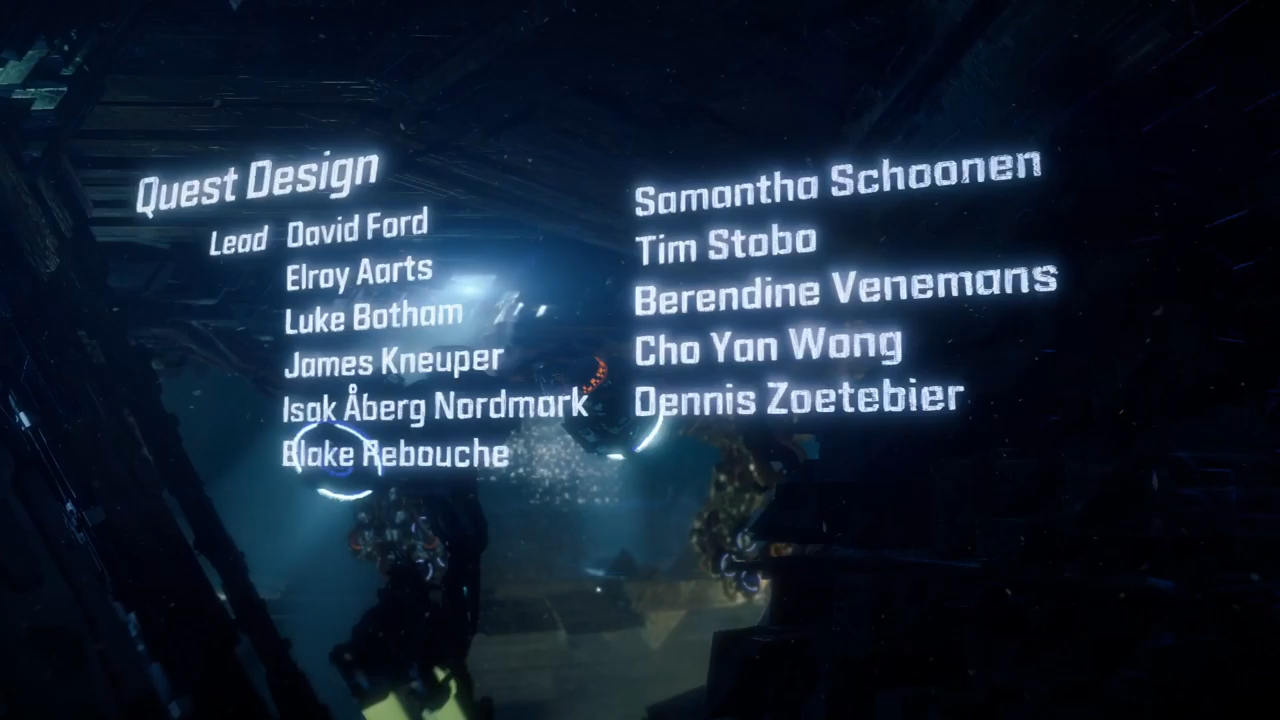 Quest Design
Lead David Ford
Elroy Aarts
Luke Botham
James Kneuper
Isak Åberg Nordmark
Blake Rebouche
Samantha Schoonen
Tim Stobo
Berendine Venemans
Cho Yan Wong
Dennis Zoetebier